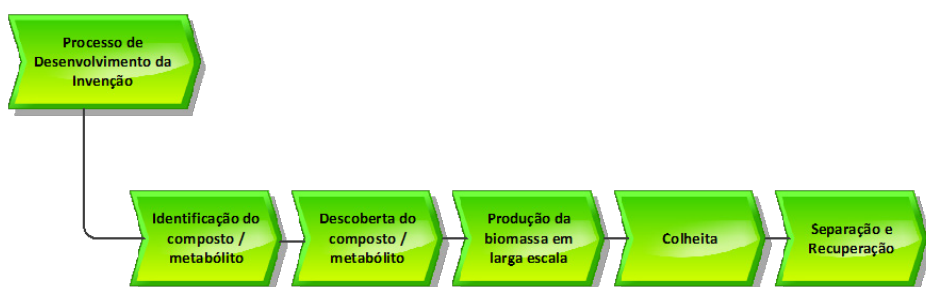 Processo de
Desenvolvimento da
Invenção
Identificação do
composto /
metabólito
Descoberta do
composto /
metabólito
Produção da
biomassa em
larga escala
Colheita
Separação e
Recuperação